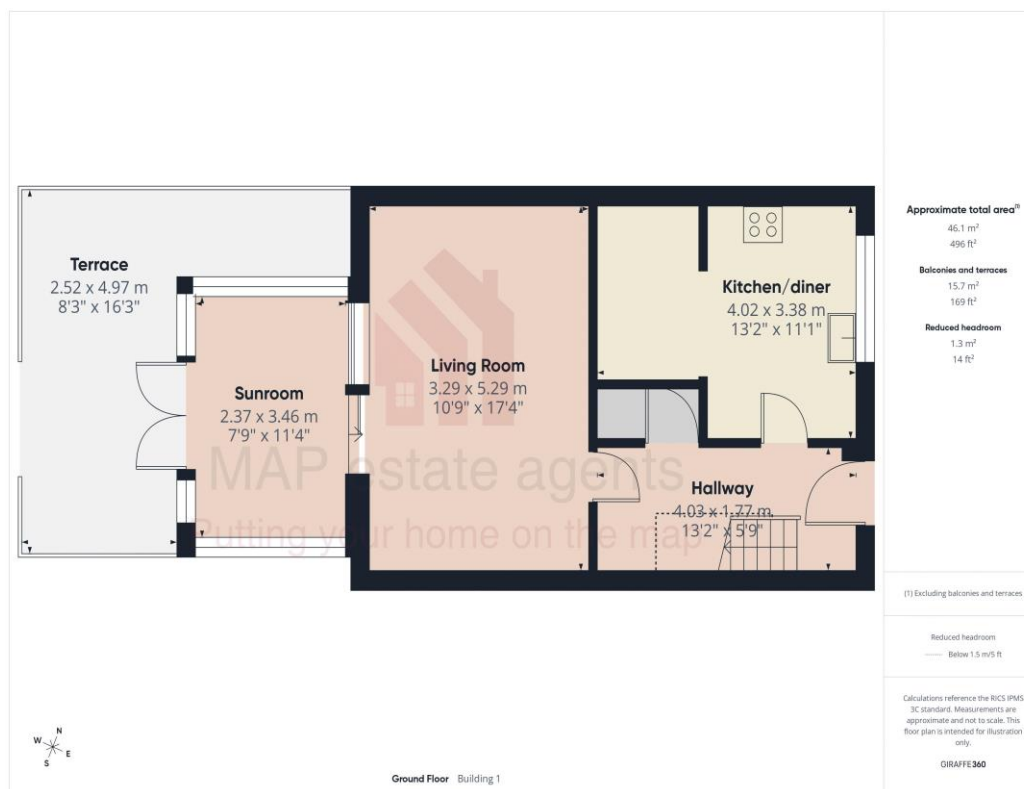 Terrace
2.52 x 4.97 m
8'3" x 16'3"
Sunroom
2.37 x 3.46 m
7'9" x 11'4"
Living Room
3.29 x 5.29 m
10'9" x 17'4"
Kitchen/diner
4.02 x 3.38 m
13'2" x 11'1"
Hallway
4.03 x 1.77 m
13'2" x 5'9"
MAP estate agents
Putting your home on the map
N
W
E
S
Ground Floor Building 1
Approximate total area(1)
46.1 m²
496 ft²
Balconies and terraces
15.7 m²
169 ft²
Reduced headroom
1.3 m²
14 ft²
(1) Excluding balconies and terraces
Reduced headroom
Below 1.5 m/5 ft
Calculations reference the RICS IPMS
3C standard. Measurements are
approximate and not to scale. This
floor plan is intended for illustration
only.
GIRAFFE360